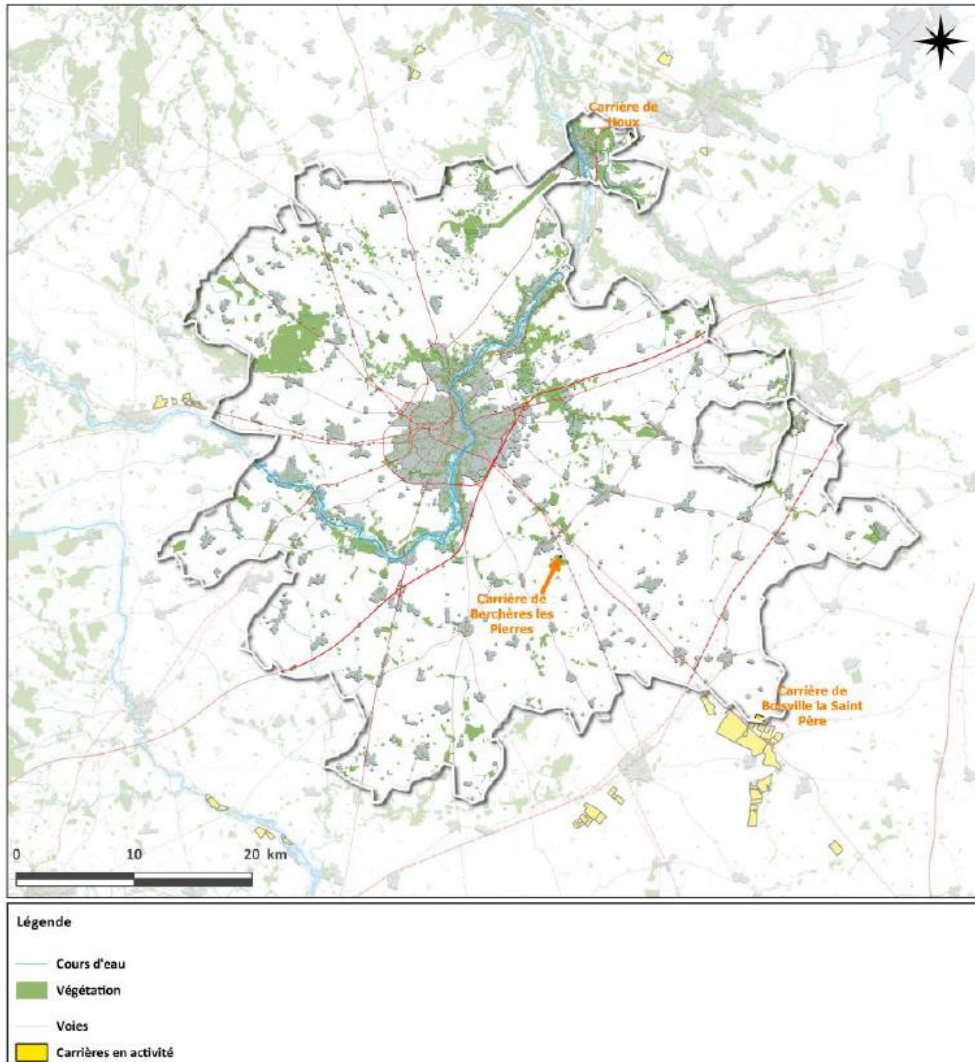 Carrière de
Houx
Carrière de
Berchères les
Pierres
Carrière de
Boisville la Saint
Père
0 10 20 km
Légende
Cours d'eau
Végétation
Voies
Carrières en activité